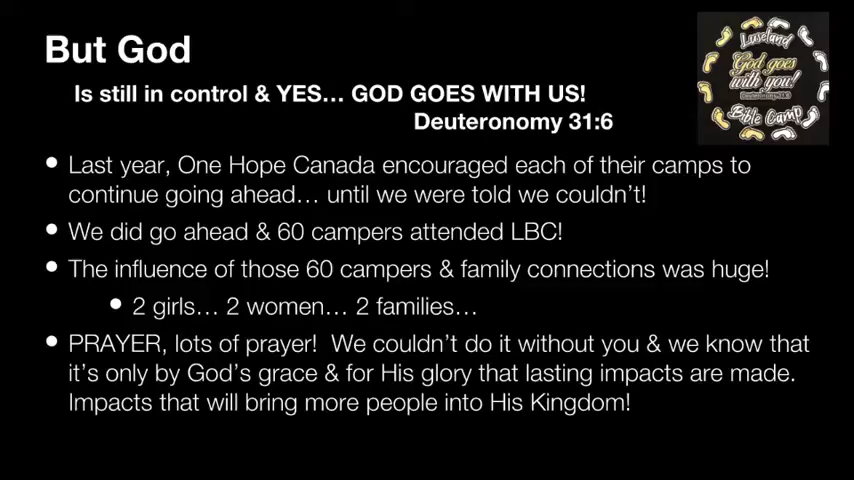 But God
Is still in control & YES... GOD GOES WITH US!
Deuteronomy 31:6
Luseland
God goes
with you!
Deuteronomy 31:6
Bible Camp
• Last year, One Hope Canada encouraged each of their camps to
continue going ahead... until we were told we couldn't!
• We did go ahead & 60 campers attended LBC!
• The influence of those 60 campers & family connections was huge!
• 2 girls... 2 women... 2 families...
• PRAYER, lots of prayer!  We couldn't do it without you & we know that
it's only by God's grace & for His glory that lasting impacts are made.
Impacts that will bring more people into His Kingdom!